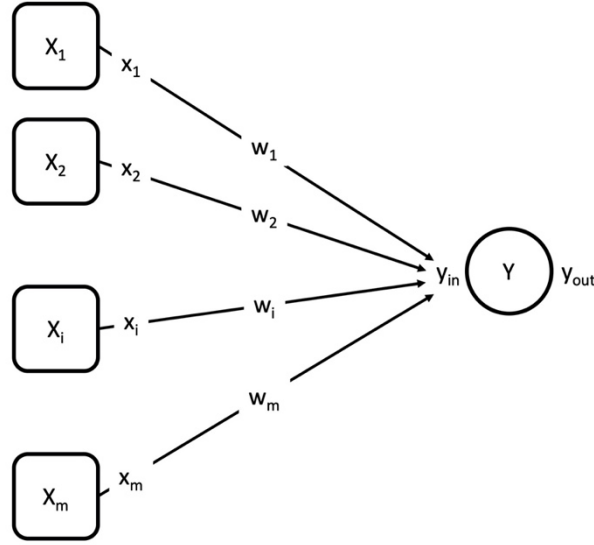 X₁
x₁
w₁
X₂
x₂
w₂
yᵢₙ
Y
yₒᵤₜ
Xᵢ
xᵢ
wᵢ
wₘ
Xₘ
xₘ